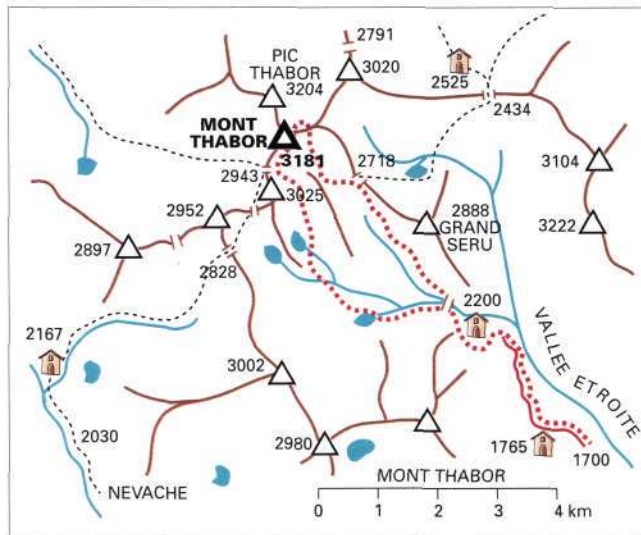 2791
PIC
THABOR
3204
3020
2525
2434
MONT
THABOR
3181
2943
2718
3104
3025
2952
2888
GRAND
SERU
3222
2897
2828
2200
2167
VALLEE ETROITE
3002
2030
2980
1765
1700
NEVACHE
MONT THABOR
0 1 2 4 km